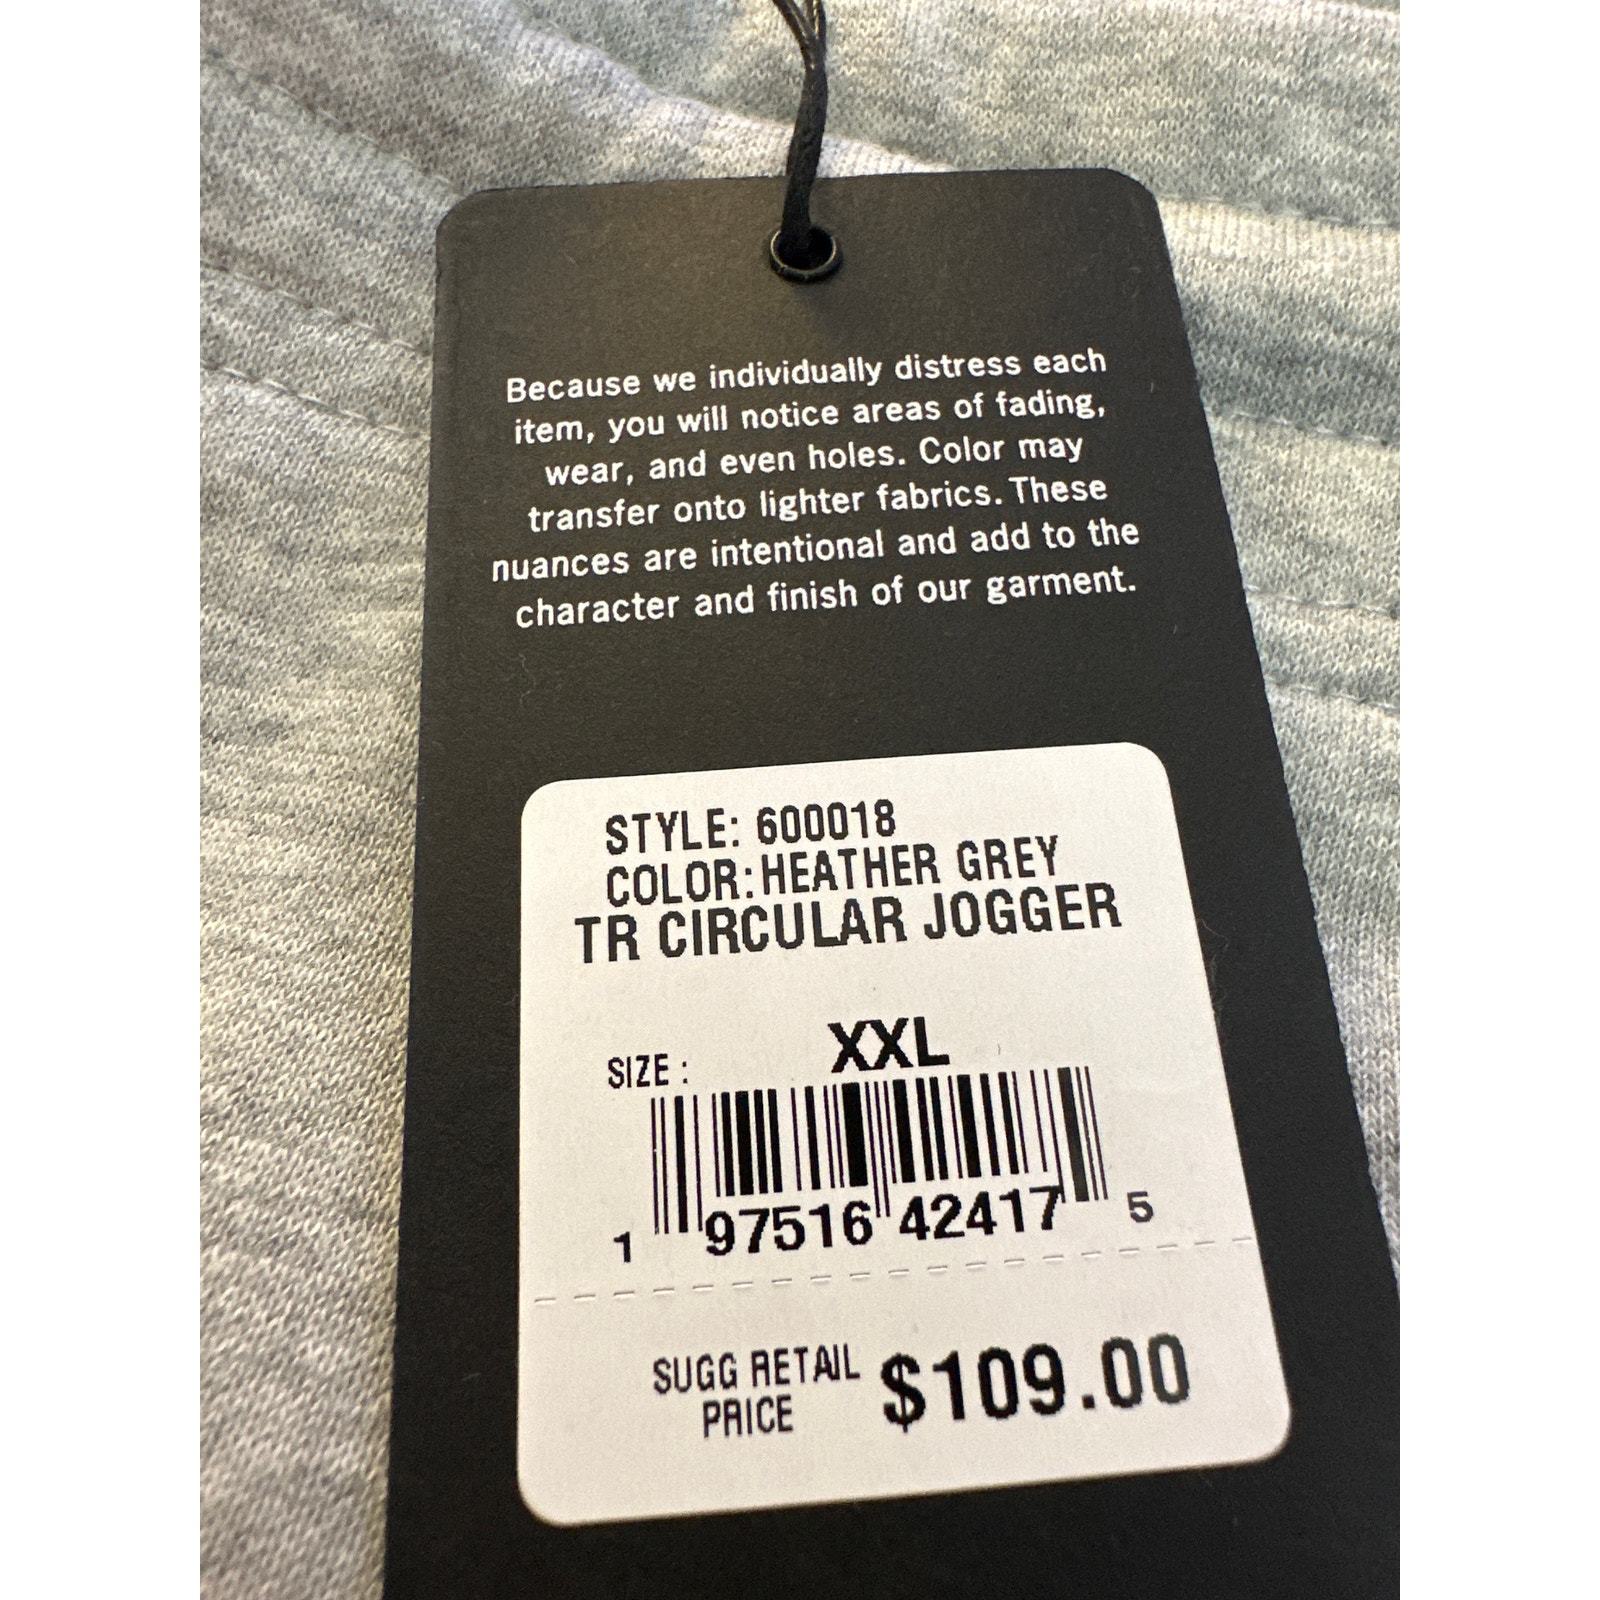 Because we individually distress each
item, you will notice areas of fading,
wear, and even holes. Color may
transfer onto lighter fabrics. These
nuances are intentional and add to the
character and finish of our garment.
STYLE: 600018
COLOR:HEATHER GREY
TR CIRCULAR JOGGER
SIZE : XXL
1 97516 42417 5
SUGG RETAIL
PRICE $109.00